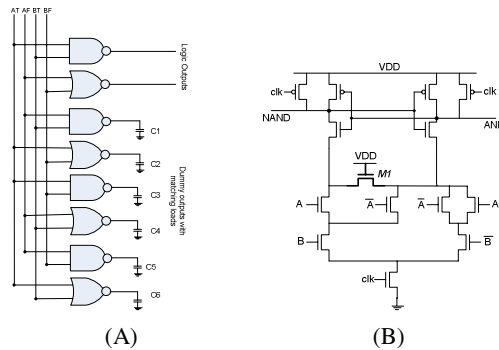 AT AF BT BF
Logic Outputs
C1
C2
C3
C4
C5
C6
Dummy outputs with
matching loads
(A)
VDD
clk
clk
NAND
AND
VDD
M1
A
A
A
A
B
B
clk
(B)